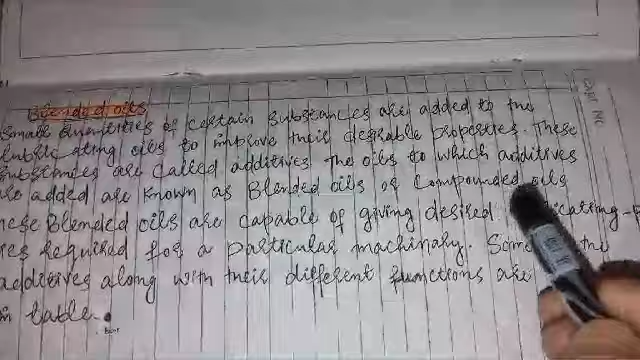 Blended oils
Small Quantities of certain substances are added to the
lubricating oils to improve their desirable properties. These
substances are called additives The oils to which additives
are added are known as Blended oils or Compounded oils
These Blended oils are capable of giving desired
required for a particular machinary. Some the
additives along with their different functions are
in table.